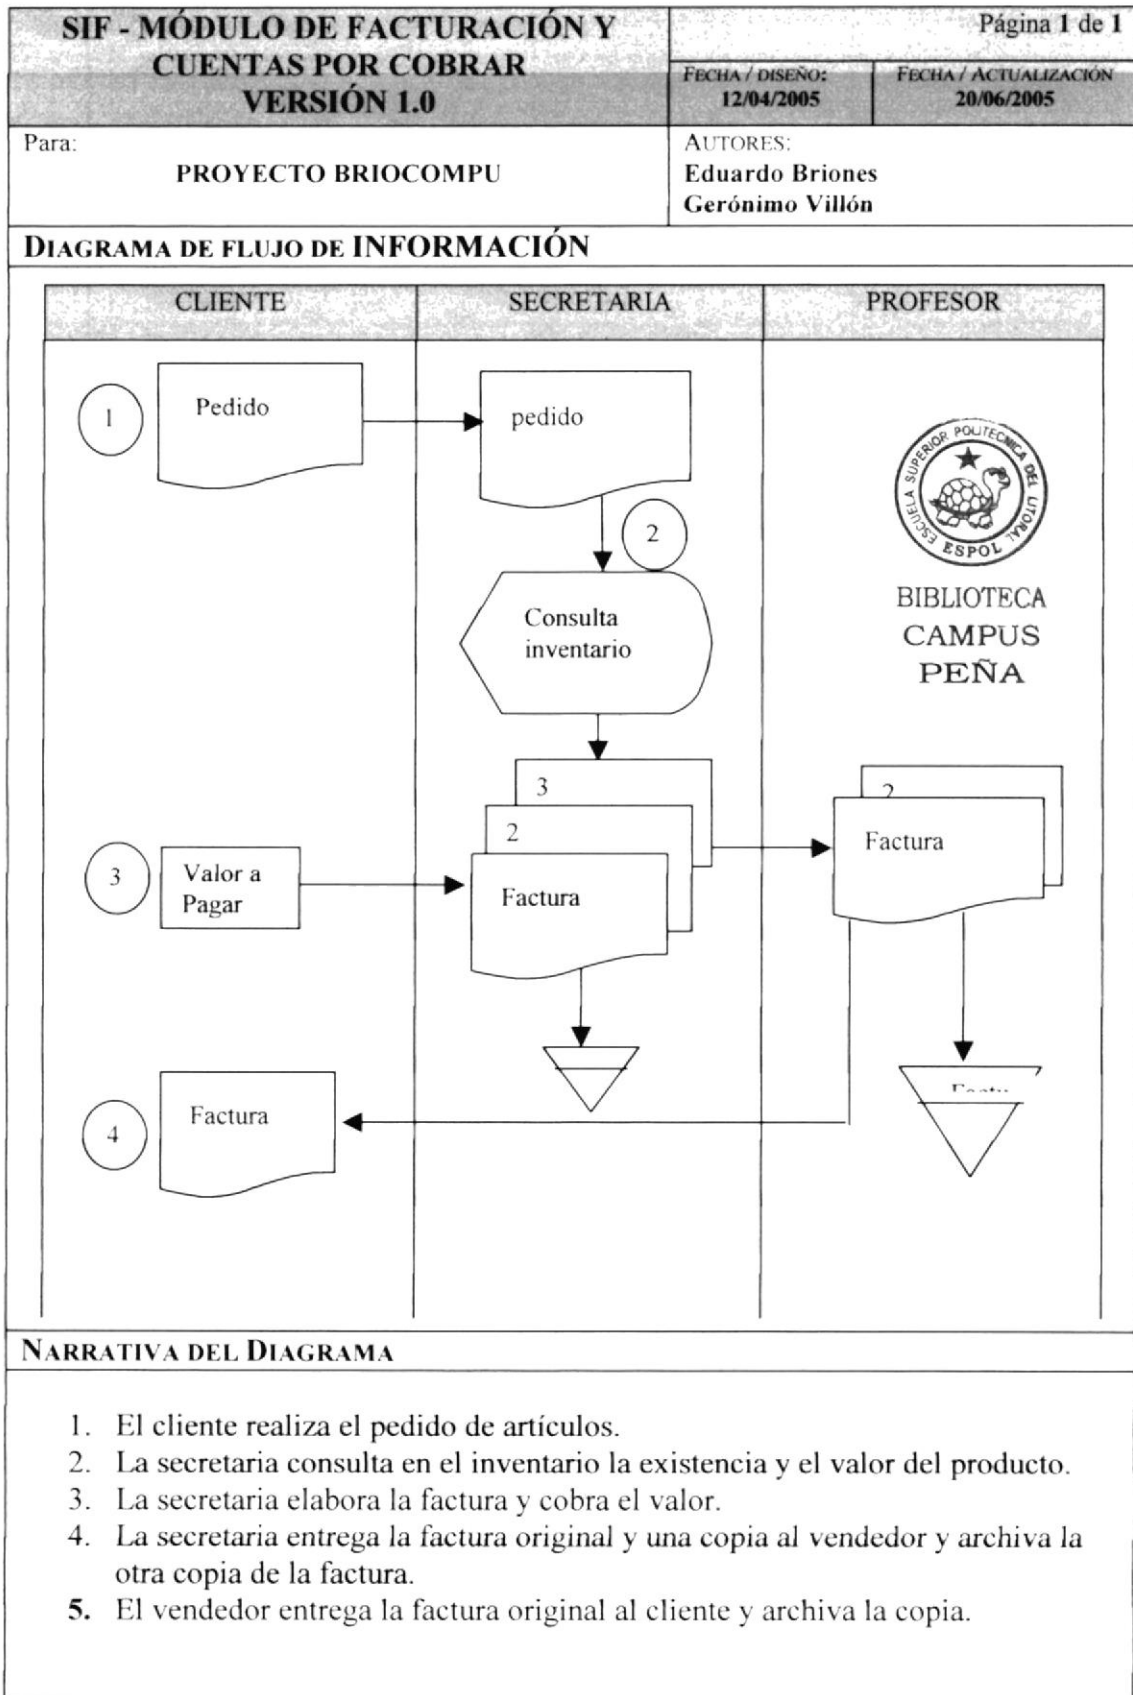 SIF - MÓDULO DE FACTURACIÓN Y
CUENTAS POR COBRAR
VERSIÓN 1.0
Página 1 de 1
FECHA / DISEÑO:
12/04/2005
FECHA / ACTUALIZACIÓN
20/06/2005
Para:
PROYECTO BRIOCOMPU
AUTORES:
Eduardo Briones
Gerónimo Villón
DIAGRAMA DE FLUJO DE INFORMACIÓN
CLIENTE
SECRETARIA
PROFESOR
1
Pedido
pedido
ESCUELA SUPERIOR POLITECNICA DEL LITORAL
ESPOL
BIBLIOTECA
CAMPUS
PEÑA
2
Consulta
inventario
3
2
Factura
2
Factura
3
Valor a
Pagar
4
Factura
NARRATIVA DEL DIAGRAMA
1. El cliente realiza el pedido de artículos.
2. La secretaria consulta en el inventario la existencia y el valor del producto.
3. La secretaria elabora la factura y cobra el valor.
4. La secretaria entrega la factura original y una copia al vendedor y archiva la
otra copia de la factura.
5. El vendedor entrega la factura original al cliente y archiva la copia.